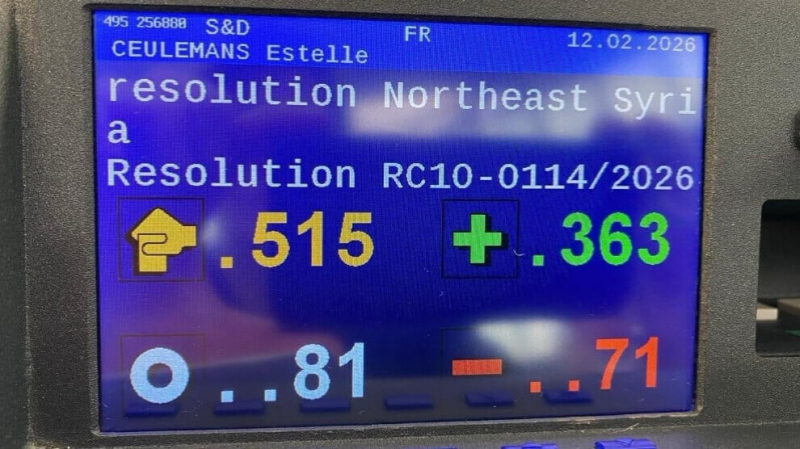 495 256880 S&D FR 12.02.2026
CEULEMANS Estelle
resolution Northeast Syri
a
Resolution RC10-0114/2026
.515 + .363
..81 - ..71